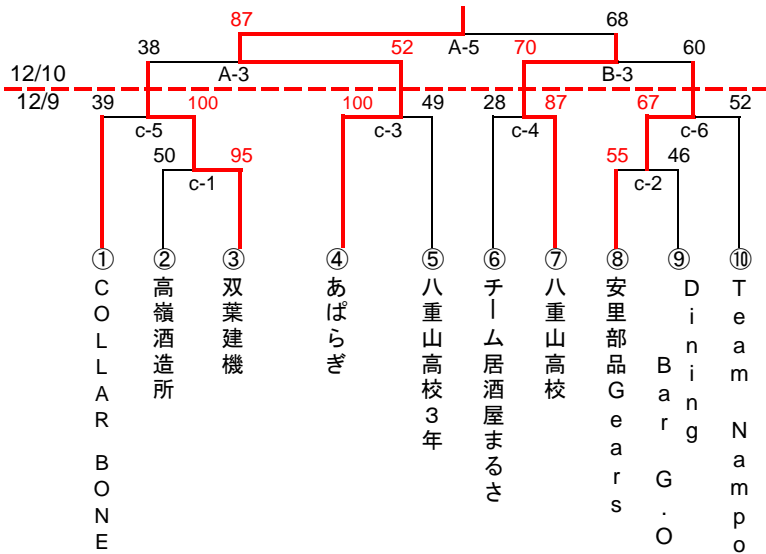 87 68
A-5
38 52 70 60
A-3 B-3
12/10
12/9
39 100 100 49 28 87 67 52
c-5 c-3 c-4 c-6
50 95 55 46
c-1 c-2
① COLLAR BONE
② 高嶺酒造所
③ 双葉建機
④ あぱらぎ
⑤ 八重山高校3年
⑥ チーム居酒屋まるさ
⑦ 八重山高校
⑧ 安里部品Gears
⑨ Dining
Bar G.O
⑩ Team Nampo